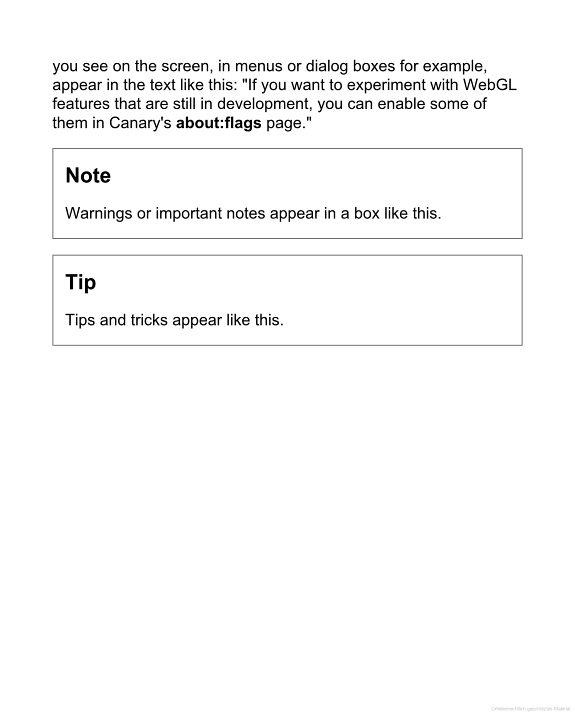 you see on the screen, in menus or dialog boxes for example,
appear in the text like this: "If you want to experiment with WebGL
features that are still in development, you can enable some of
them in Canary's about:flags page."
Note
Warnings or important notes appear in a box like this.
Tip
Tips and tricks appear like this.
Urheberrechtlich geschütztes Material